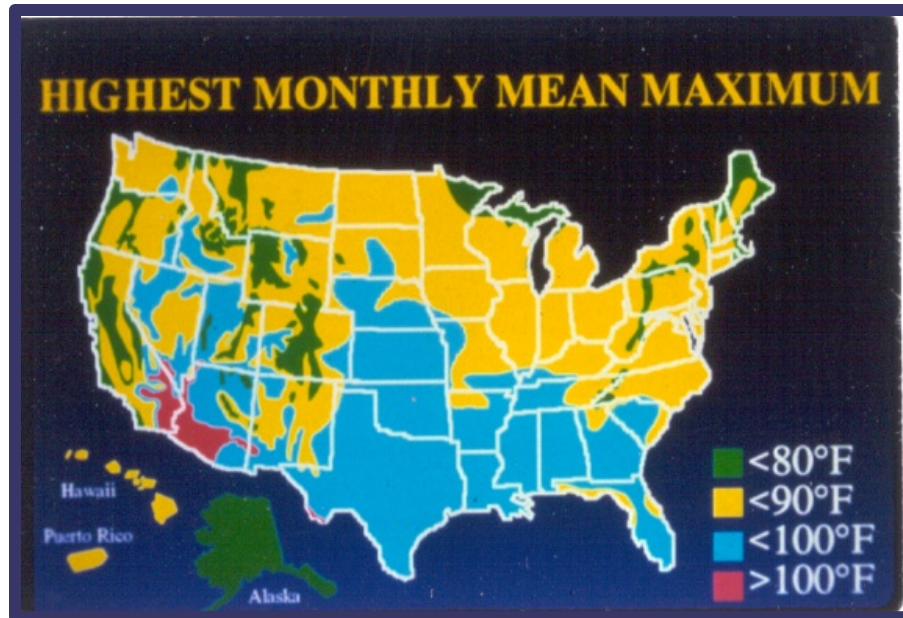 HIGHEST MONTHLY MEAN MAXIMUM
<80°F
<90°F
<100°F
>100°F
Hawaii
Puerto Rico
Alaska